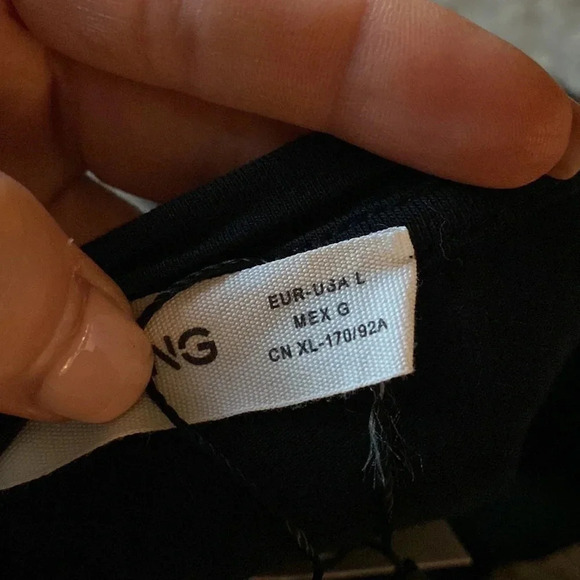 NG
EUR-USA L
MEX G
CN XL-170/92A